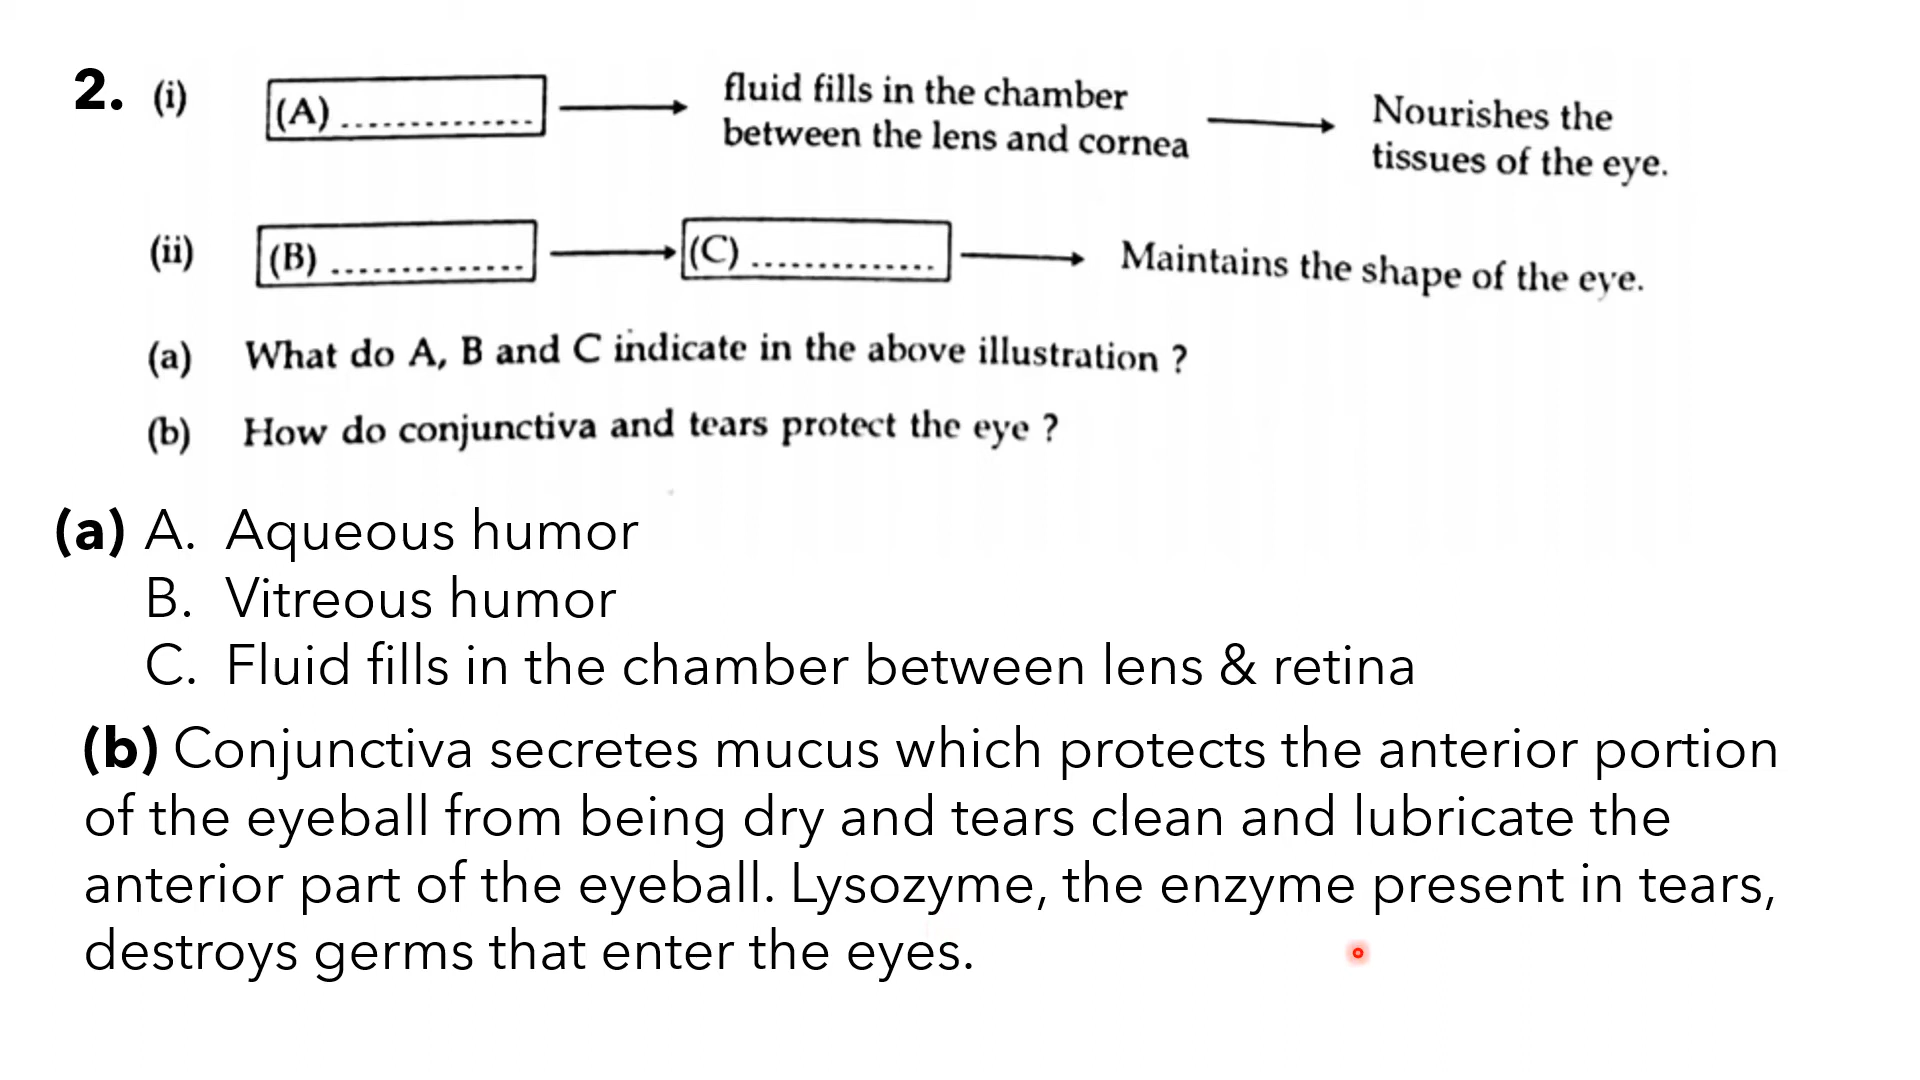 2. (i) (A) .............. fluid fills in the chamber between the lens and cornea Nourishes the tissues of the eye.
(ii) (B) .............. (C) .............. Maintains the shape of the eye.
(a) What do A, B and C indicate in the above illustration ?
(b) How do conjunctiva and tears protect the eye ?
(a) A. Aqueous humor
B. Vitreous humor
C. Fluid fills in the chamber between lens & retina
(b) Conjunctiva secretes mucus which protects the anterior portion
of the eyeball from being dry and tears clean and lubricate the
anterior part of the eyeball. Lysozyme, the enzyme present in tears,
destroys germs that enter the eyes.